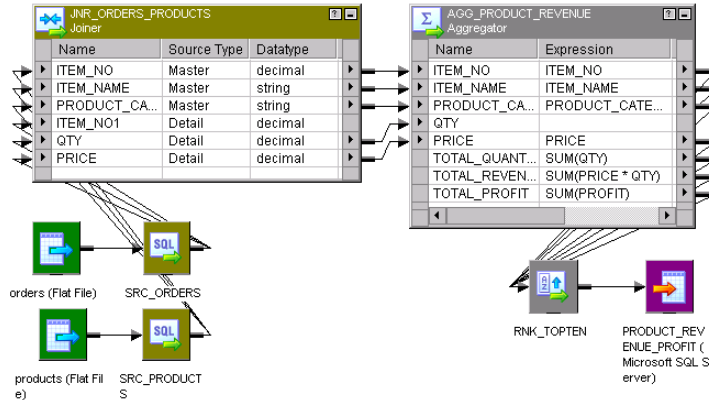 JNR_ORDERS_PRODUCTS
Joiner
Name Source Type Datatype
ITEM_NO Master decimal
ITEM_NAME Master string
PRODUCT_CA... Master string
ITEM_NO1 Detail decimal
QTY Detail decimal
PRICE Detail decimal
AGG_PRODUCT_REVENUE
Aggregator
Name Expression
ITEM_NO ITEM_NO
ITEM_NAME ITEM_NAME
PRODUCT_CA... PRODUCT_CATE...
QTY
PRICE PRICE
TOTAL_QUANT... SUM(QTY)
TOTAL_REVEN... SUM(PRICE * QTY)
TOTAL_PROFIT SUM(PROFIT)
SQL
orders (Flat File) SRC_ORDERS
SQL
products (Flat Fil
e)
SRC_PRODUCT
S
RNK_TOPTEN
PRODUCT_REV
ENUE_PROFIT (
Microsoft SQL S
erver)